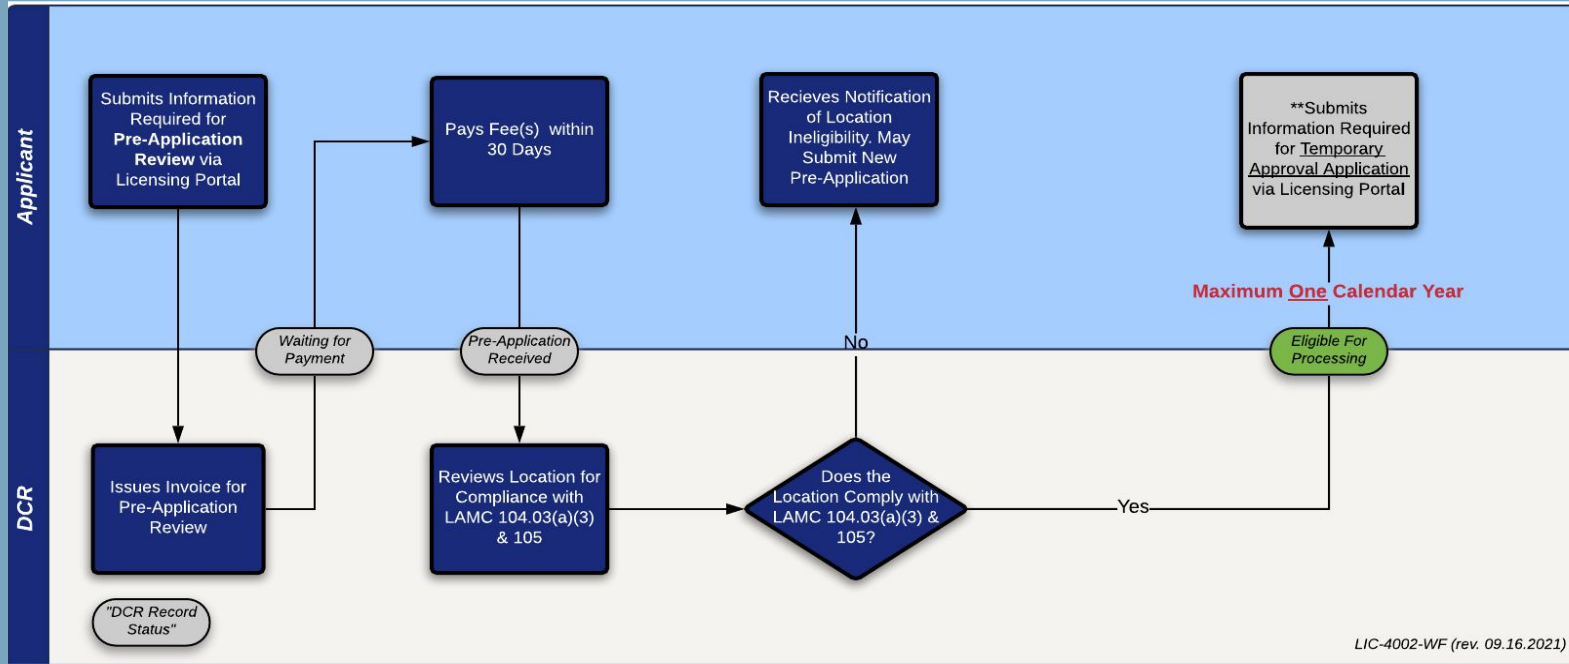 Applicant
Submits Information
Required for
Pre-Application
Review via
Licensing Portal
Pays Fee(s) within
30 Days
Recieves Notification
of Location
Ineligibility. May
Submit New
Pre-Application
**Submits
Information Required
for Temporary
Approval Application
via Licensing Portal
Maximum One Calendar Year
Waiting for
Payment
Pre-Application
Received
No
Eligible For
Processing
DCR
Issues Invoice for
Pre-Application
Review
Reviews Location for
Compliance with
LAMC 104.03(a)(3)
& 105
Does the
Location Comply with
LAMC 104.03(a)(3) &
105?
Yes
"DCR Record
Status"
LIC-4002-WF (rev. 09.16.2021)